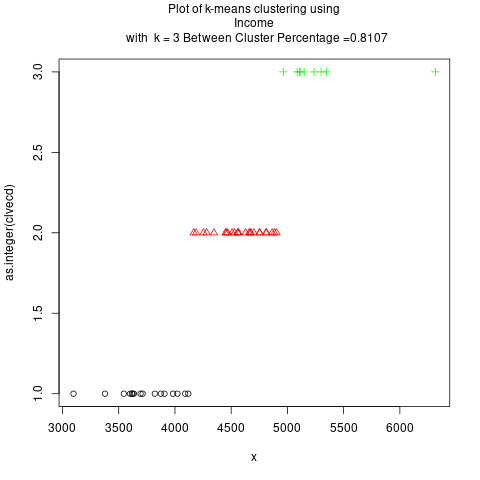 Plot of k-means clustering using
Income
with k = 3 Between Cluster Percentage =0.8107
3.0
2.5
2.0
1.5
1.0
as.integer(clvecd)
3000 3500 4000 4500 5000 5500 6000
x